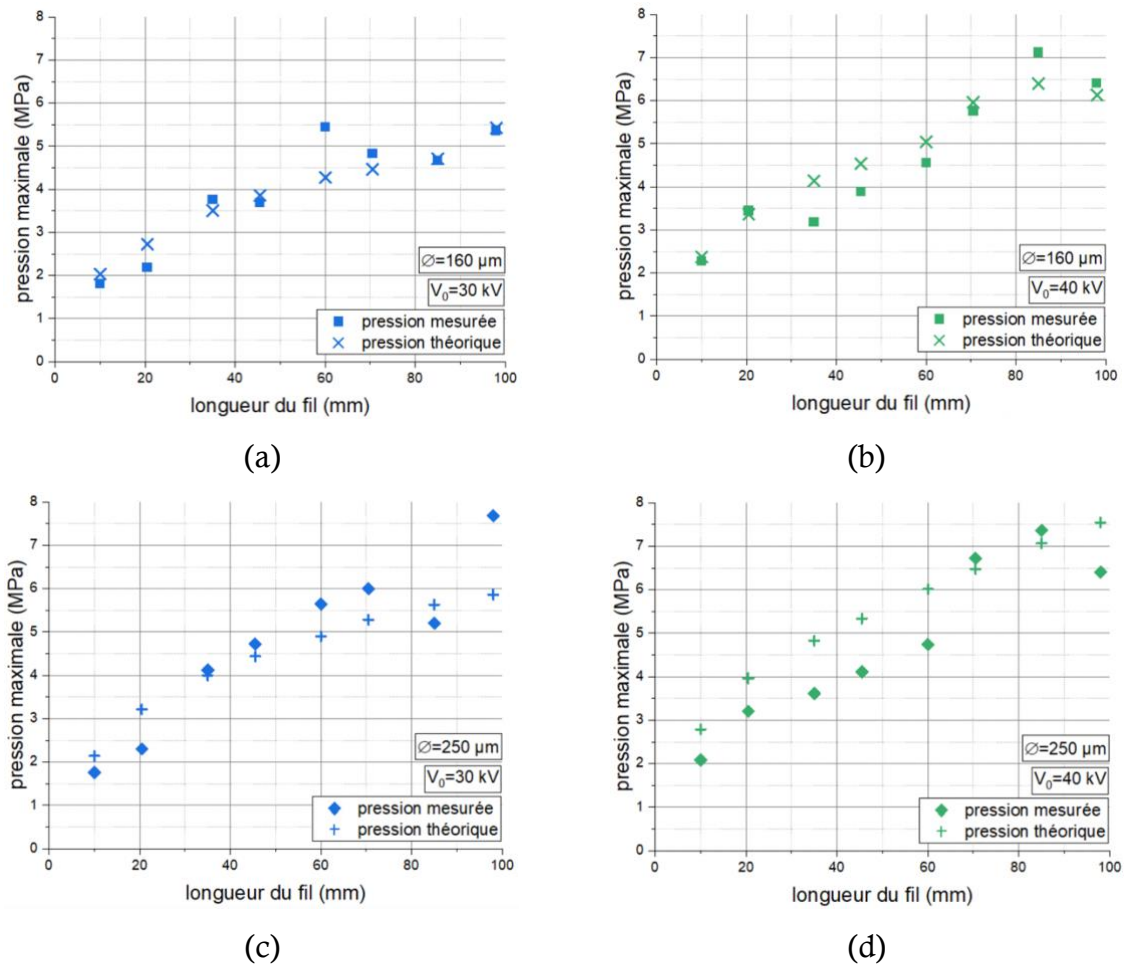 8
7
6
5
4
3
2
1
0
pression maximale (MPa)
∅=160 µm
V₀=30 kV
pression mesurée
pression théorique
0 20 40 60 80 100
longueur du fil (mm)
(a)
8
7
6
5
4
3
2
1
0
pression maximale (MPa)
∅=160 µm
V₀=40 kV
pression mesurée
pression théorique
0 20 40 60 80 100
longueur du fil (mm)
(b)
8
7
6
5
4
3
2
1
0
pression maximale (MPa)
∅=250 µm
V₀=30 kV
pression mesurée
pression théorique
0 20 40 60 80 100
longueur du fil (mm)
(c)
8
7
6
5
4
3
2
1
0
pression maximale (MPa)
∅=250 µm
V₀=40 kV
pression mesurée
pression théorique
0 20 40 60 80 100
longueur du fil (mm)
(d)